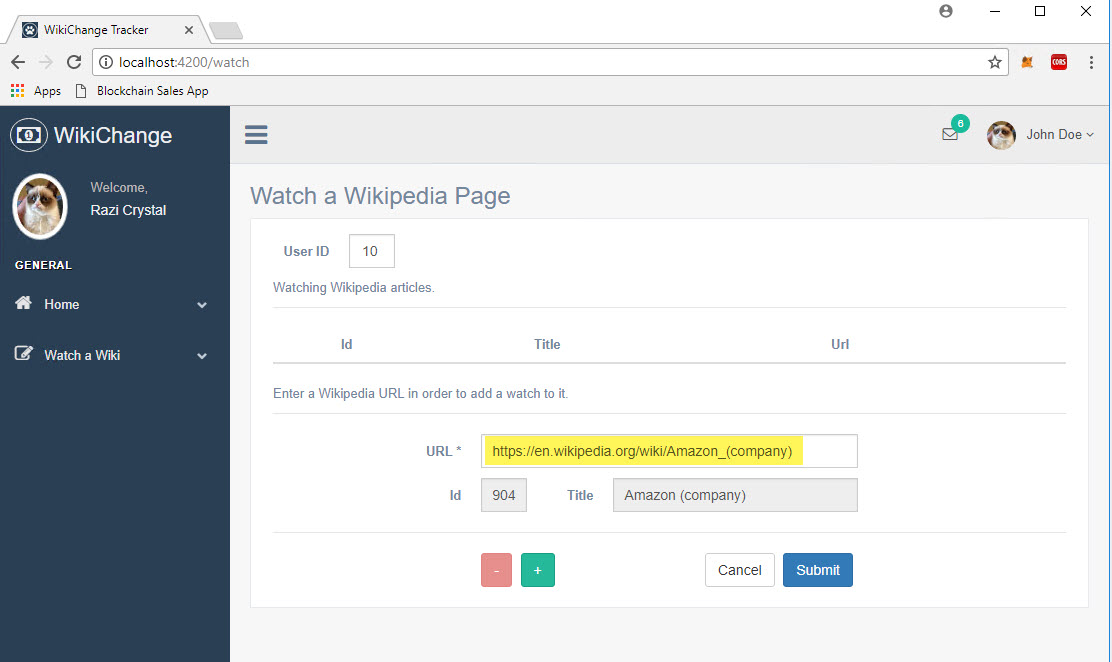 WikiChange Tracker
localhost:4200/watch
CORS
Apps Blockchain Sales App
WikiChange
6
John Doe
Welcome,
Razi Crystal
GENERAL
Home
Watch a Wiki
Watch a Wikipedia Page
User ID 10
Watching Wikipedia articles.
Id Title Url
Enter a Wikipedia URL in order to add a watch to it.
URL * https://en.wikipedia.org/wiki/Amazon_(company)
Id 904 Title Amazon (company)
- + Cancel Submit